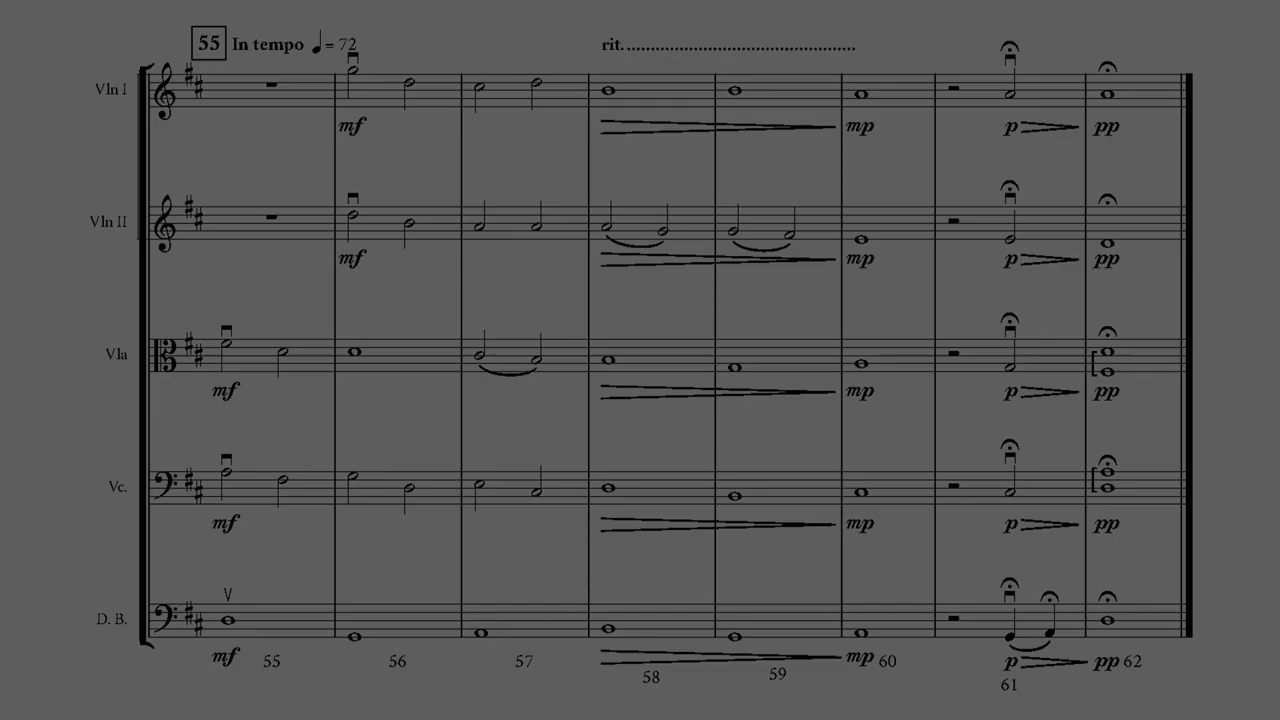 55 In tempo ♩= 72 rit.
Vln I
mf mp p pp
Vln II
mf mp p pp
Vla
mf mp p pp
Vc.
mf mp p pp
D. B.
mf mp p pp
55 56 57 58 59 60 61 62